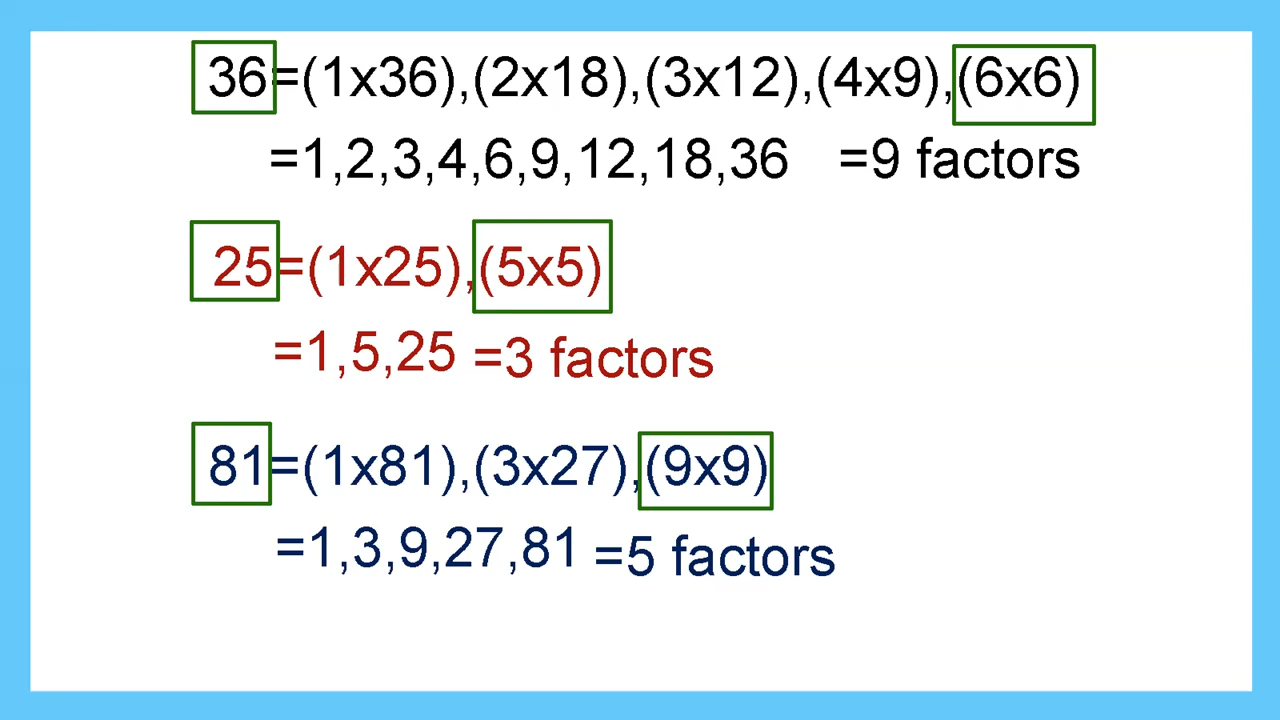 36=(1x36),(2x18),(3x12),(4x9),(6x6)
=1,2,3,4,6,9,12,18,36 =9 factors
25=(1x25),(5x5)
=1,5,25 =3 factors
81=(1x81),(3x27),(9x9)
=1,3,9,27,81 =5 factors